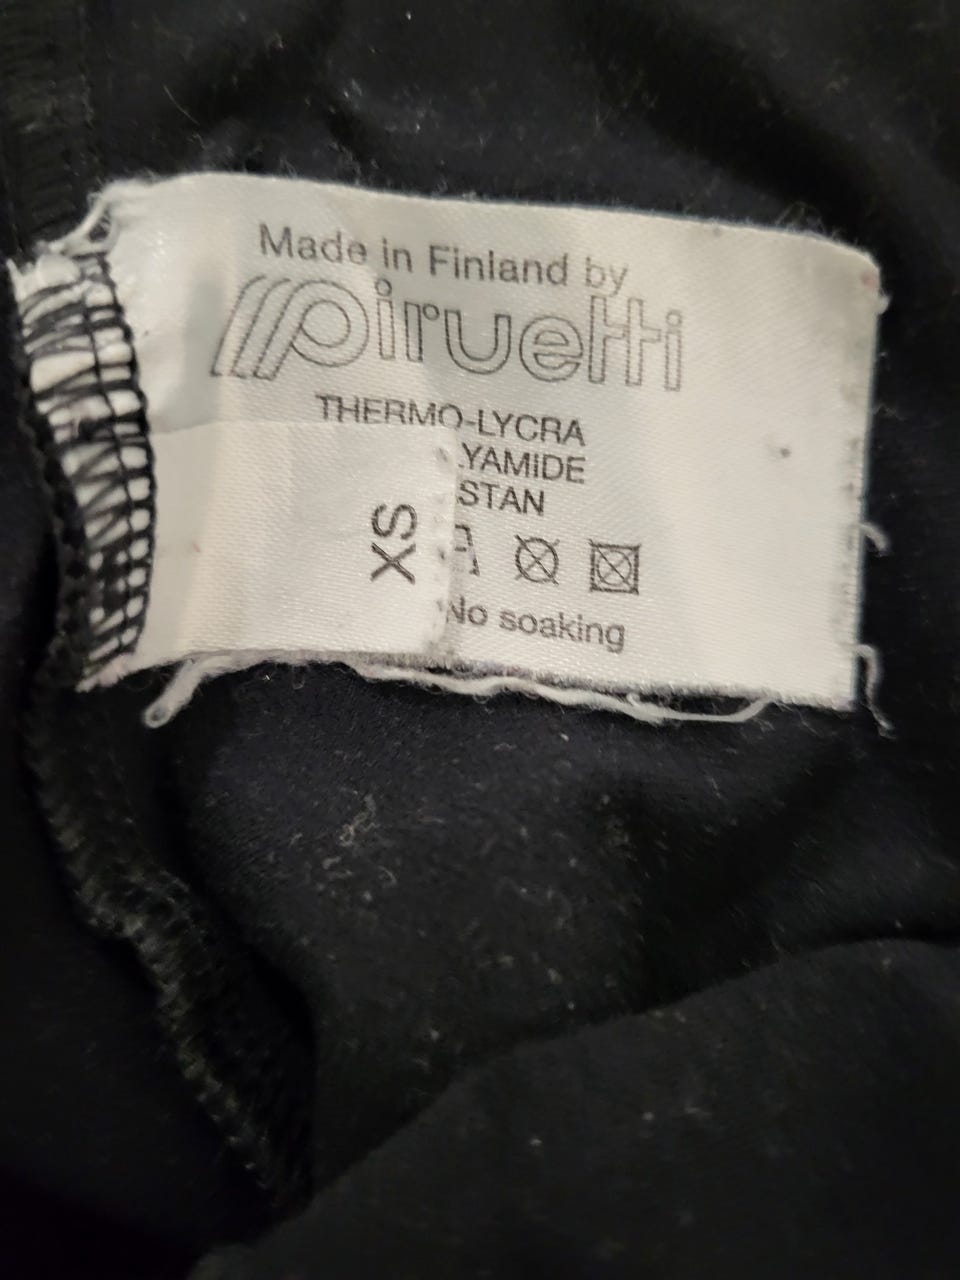 Made in Finland by
Piruetti
THERMO-LYCRA
LYAMIDE
STAN
XS
No soaking